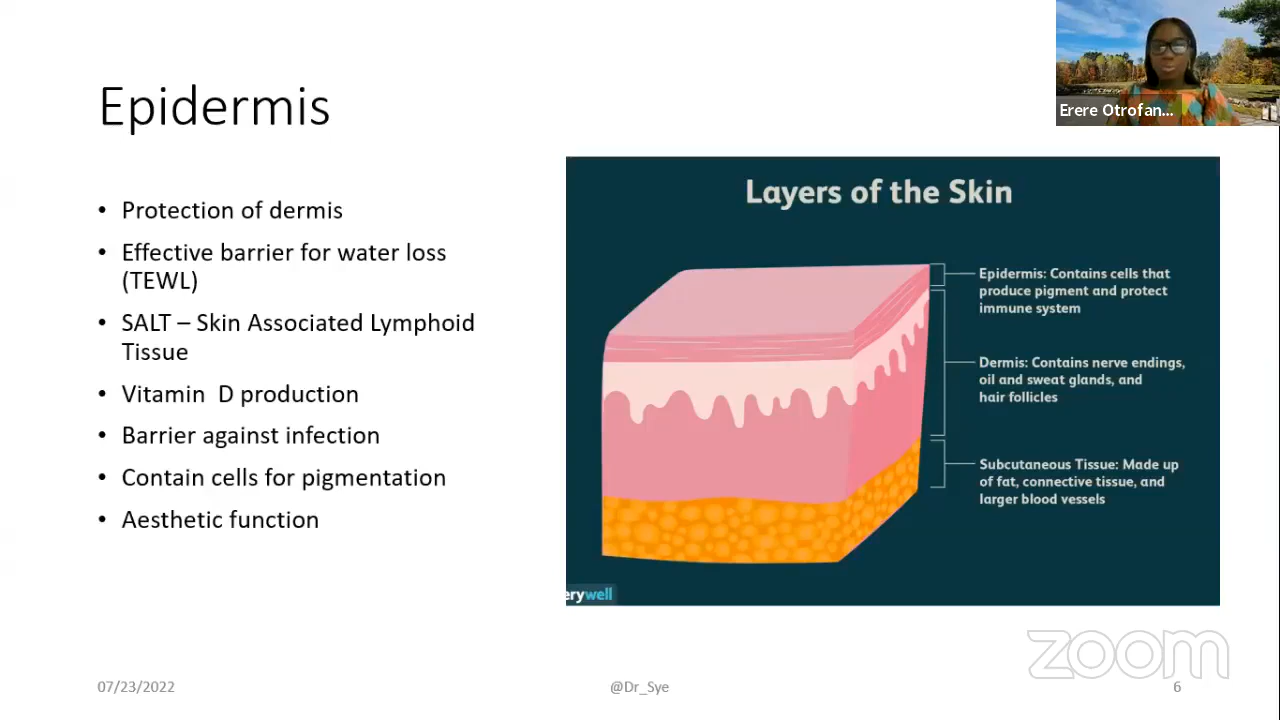 Epidermis
Erere Otrofan...
• Protection of dermis
• Effective barrier for water loss
(TEWL)
• SALT – Skin Associated Lymphoid
Tissue
• Vitamin D production
• Barrier against infection
• Contain cells for pigmentation
• Aesthetic function
Layers of the Skin
Epidermis: Contains cells that
produce pigment and protect
immune system
Dermis: Contains nerve endings,
oil and sweat glands, and
hair follicles
Subcutaneous Tissue: Made up
of fat, connective tissue, and
larger blood vessels
erywell
zoom
07/23/2022
@Dr_Sye
6